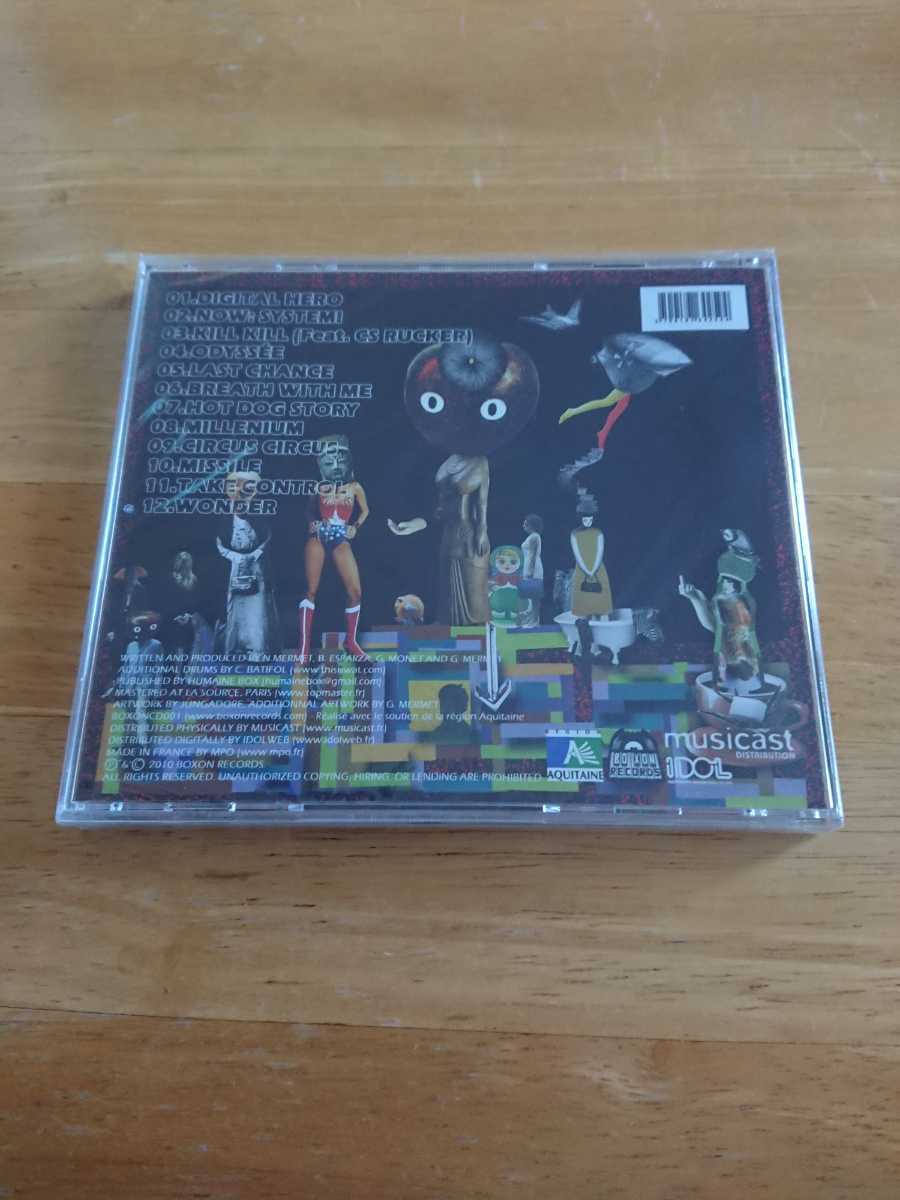 01.DIGITAL HERO
02.NOW: SYSTEM!
03.KILL KILL (Feat. CS RUCKER)
04.ODYSSÉE
05.LAST CHANCE
06.BREATH WITH ME
07.HOT DOG STORY
08.MILLENIUM
09.CIRCUS CIRCUS
10.MISSILE
11.TAKE CONTROL
12.WONDER
WRITTEN AND PRODUCED BY N MERMET, B. ESPARZA, G. MONET AND G. MERMET
ADDITIONAL DRUMS BY C. BATIFOL
PUBLISHED BY HUMAINE BOX (humainebox@gmail.com)
MASTERED AT LA SOURCE, PARIS (www.topmaster.fr)
ARTWORK BY JUNGADORE, ADDITIONNAL ARTWORK BY G. MERMET
BOXONCD001 (www.boxonrecords.com) - Réalisé avec le soutien de la région Aquitaine
DISTRIBUTED PHYSICALLY BY MUSICAST (www.musicast.fr)
DISTRIBUTED DIGITALLY BY IDOLWEB (www.idolweb.fr)
MADE IN FRANCE BY MPO (www.mpo.fr)
℗ & © 2010 BOXON RECORDS
ALL RIGHTS RESERVED. UNAUTHORIZED COPYING, HIRING OR LENDING ARE PROHIBITED
AQUITAINE
BOXON
RECORDS
musicast
DISTRIBUTION
IDOL